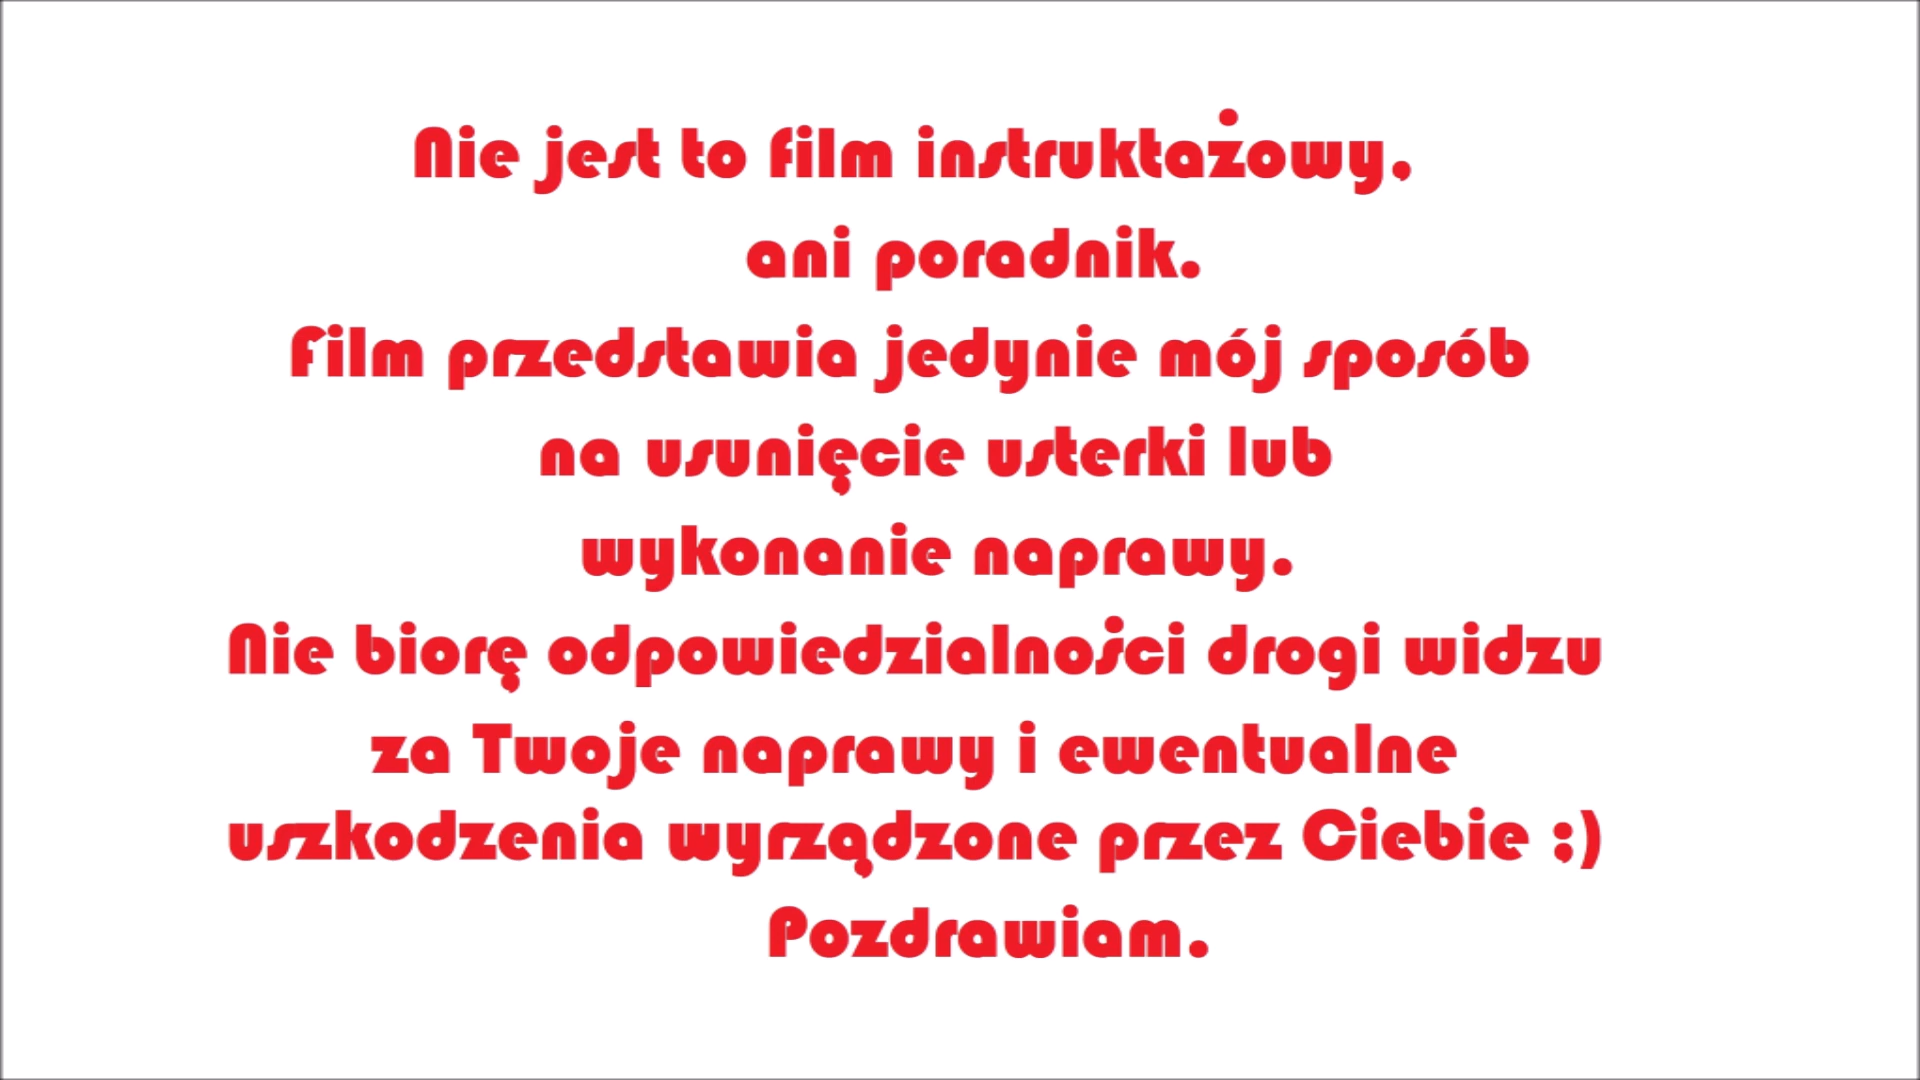 Nie jest to film instruktażowy,
ani poradnik.
Film przedstawia jedynie mój sposób
na usunięcie usterki lub
wykonanie naprawy.
Nie biorę odpowiedzialności drogi widzu
za Twoje naprawy i ewentualne
uszkodzenia wyrządzone przez Ciebie ;)
Pozdrawiam.